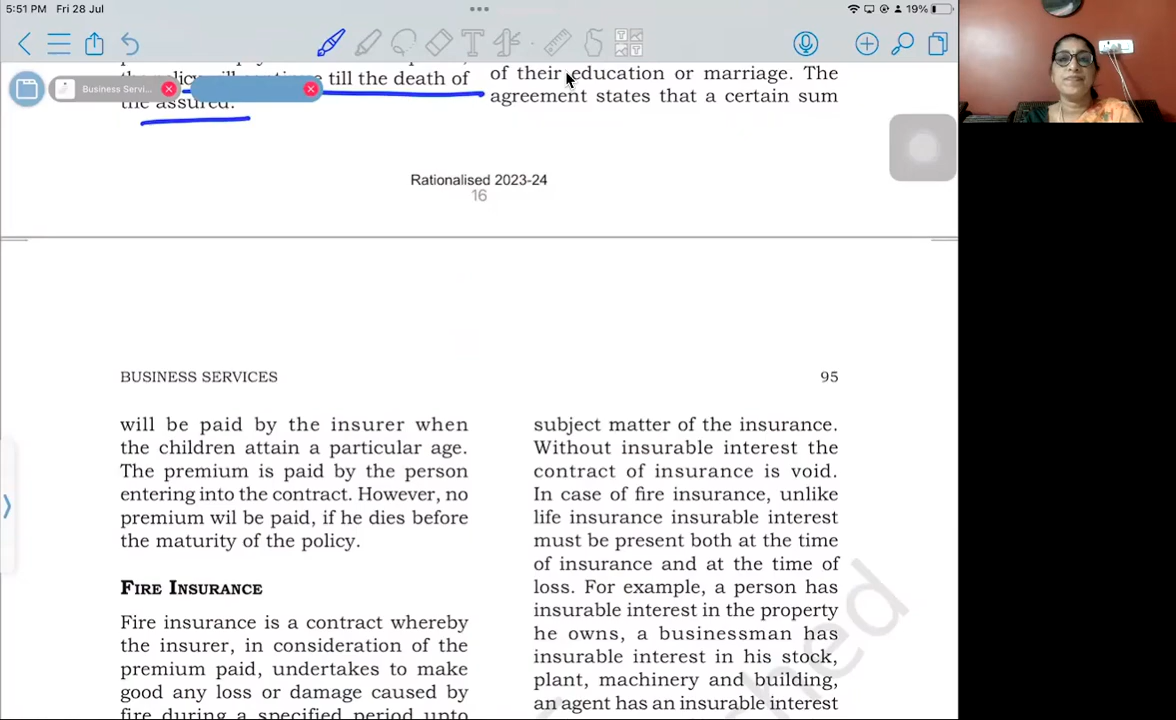 5:51 PM Fri 28 Jul
19%
Business Servi...
till the death of
the assured.
of their education or marriage. The
agreement states that a certain sum
Rationalised 2023-24
16
BUSINESS SERVICES
95
will be paid by the insurer when
the children attain a particular age.
The premium is paid by the person
entering into the contract. However, no
premium wil be paid, if he dies before
the maturity of the policy.
FIRE INSURANCE
Fire insurance is a contract whereby
the insurer, in consideration of the
premium paid, undertakes to make
good any loss or damage caused by
fire during a specified period upto
subject matter of the insurance.
Without insurable interest the
contract of insurance is void.
In case of fire insurance, unlike
life insurance insurable interest
must be present both at the time
of insurance and at the time of
loss. For example, a person has
insurable interest in the property
he owns, a businessman has
insurable interest in his stock,
plant, machinery and building,
an agent has an insurable interest